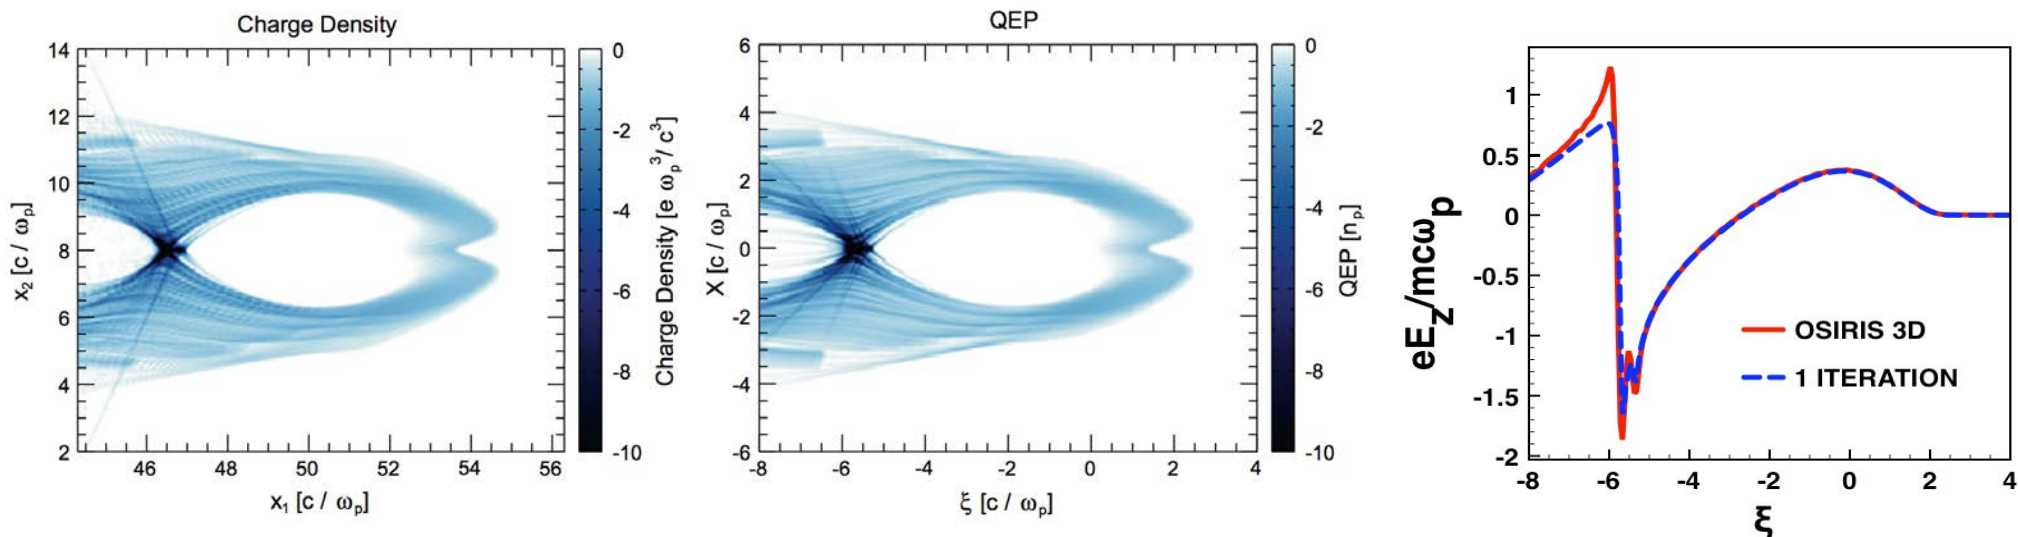 Charge Density
14
12
10
8
6
4
2
x₂ [c / ωₚ]
46 48 50 52 54 56
x₁ [c / ωₚ]
0
-2
-4
-6
-8
-10
Charge Density [e ωₚ³/ c³]
QEP
6
4
2
0
-2
-4
-6
X [c / ωₚ]
-8 -6 -4 -2 0 2 4
ξ [c / ωₚ]
0
-2
-4
-6
-8
-10
QEP [nₚ]
1
0.5
0
-0.5
-1
-1.5
-2
eE_z/mcωₚ
OSIRIS 3D
1 ITERATION
-8 -6 -4 -2 0 2 4
ξ